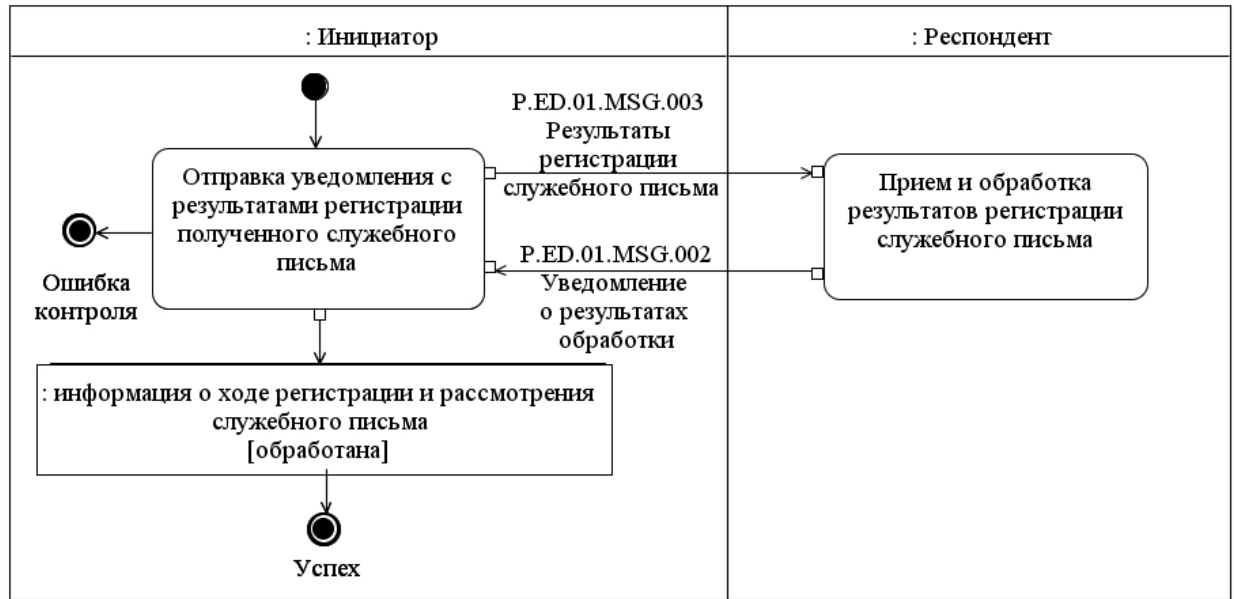 : Инициатор
: Респондент
P.ED.01.MSG.003
Результаты
регистрации
служебного письма
Отправка уведомления с
результатами регистрации
полученного служебного
письма
Прием и обработка
результатов регистрации
служебного письма
P.ED.01.MSG.002
Уведомление
о результатах
обработки
Ошибка
контроля
: информация о ходе регистрации и рассмотрения
служебного письма
[обработана]
Успех